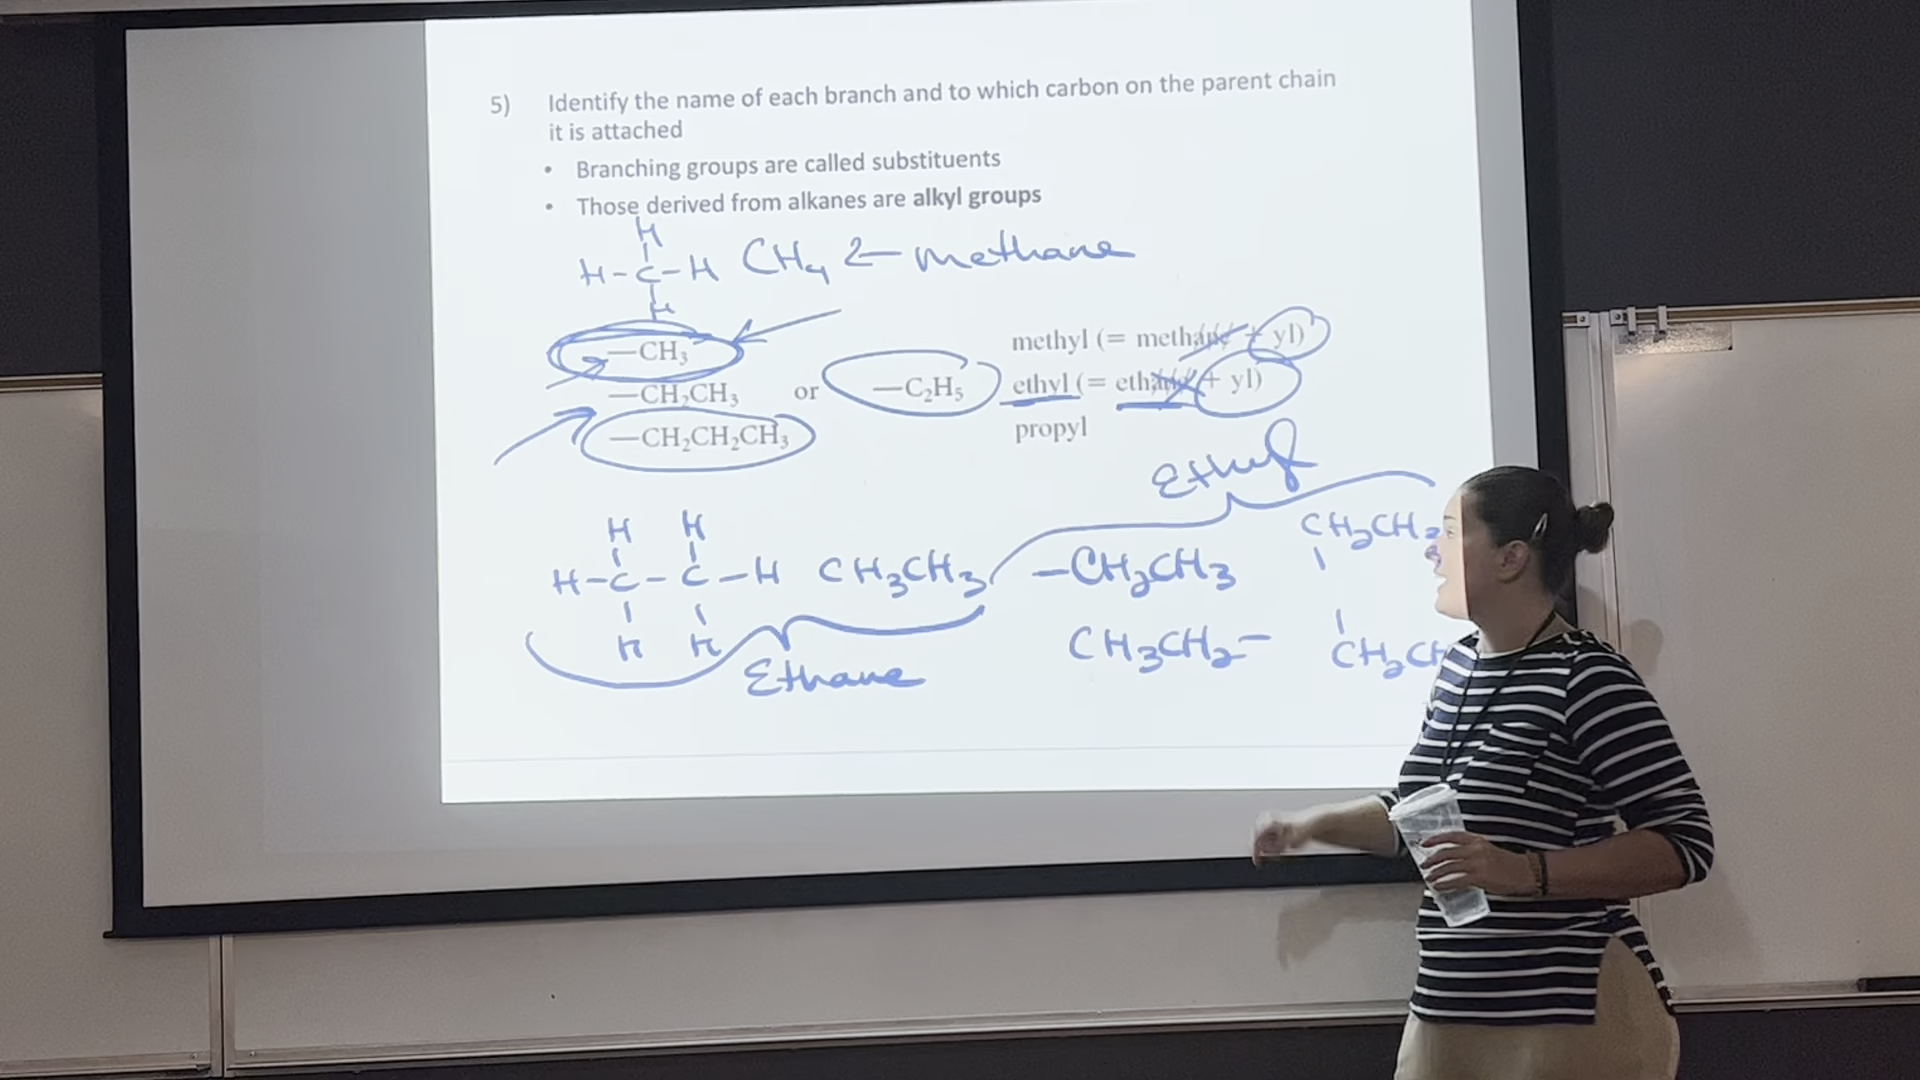 5) Identify the name of each branch and to which carbon on the parent chain
it is attached
• Branching groups are called substituents
• Those derived from alkanes are alkyl groups
H
H-C-H CH4 ← methane
H
—CH3 methyl (= methane + yl)
—CH2CH3 or —C2H5 ethyl (= ethane + yl)
—CH2CH2CH3 propyl
Ethyl
H H CH2CH3
H-C-C-H CH3CH3 -CH2CH3
H H CH3CH2- CH2CH
Ethane